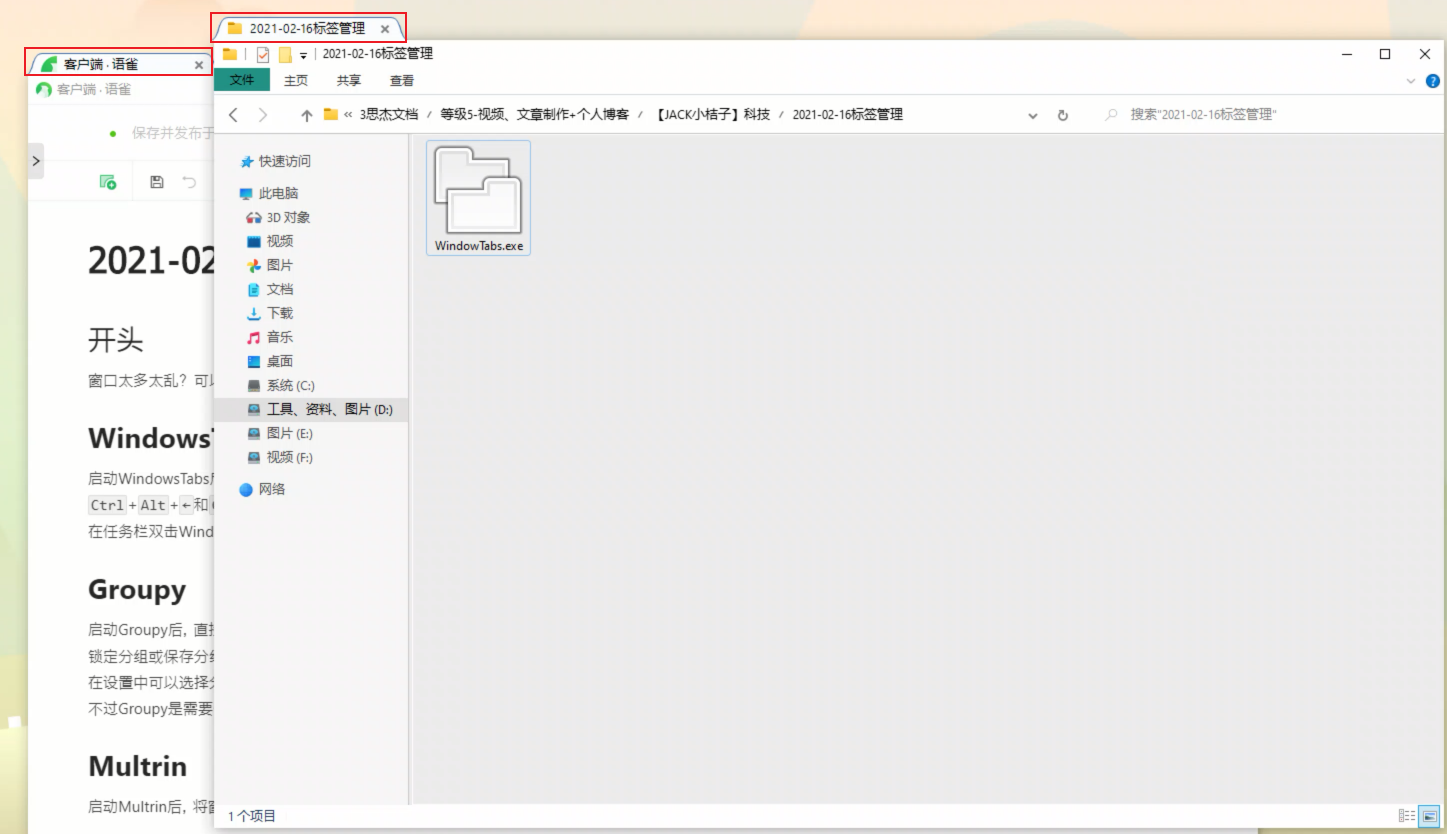 2021-02-16标签管理
客户端 · 语雀
客户端 · 语雀
保存并发布于
2021-02
开头
窗口太多太乱？可以
Windows
启动WindowsTabs
Ctrl+Alt+←和
在任务栏双击Wind
Groupy
启动Groupy后, 直接
锁定分组或保存分组
在设置中可以选择
不过Groupy是需要
Multrin
启动Multrin后, 将
2021-02-16标签管理
文件 主页 共享 查看
« 3思杰文档 / 等级5-视频、文章制作+个人博客 / 【JACK小桔子】科技 / 2021-02-16标签管理
搜索"2021-02-16标签管理"
快速访问
此电脑
3D 对象
视频
图片
文档
下载
音乐
桌面
系统 (C:)
工具、资料、图片 (D:)
图片 (E:)
视频 (F:)
网络
WindowTabs.exe
1 个项目